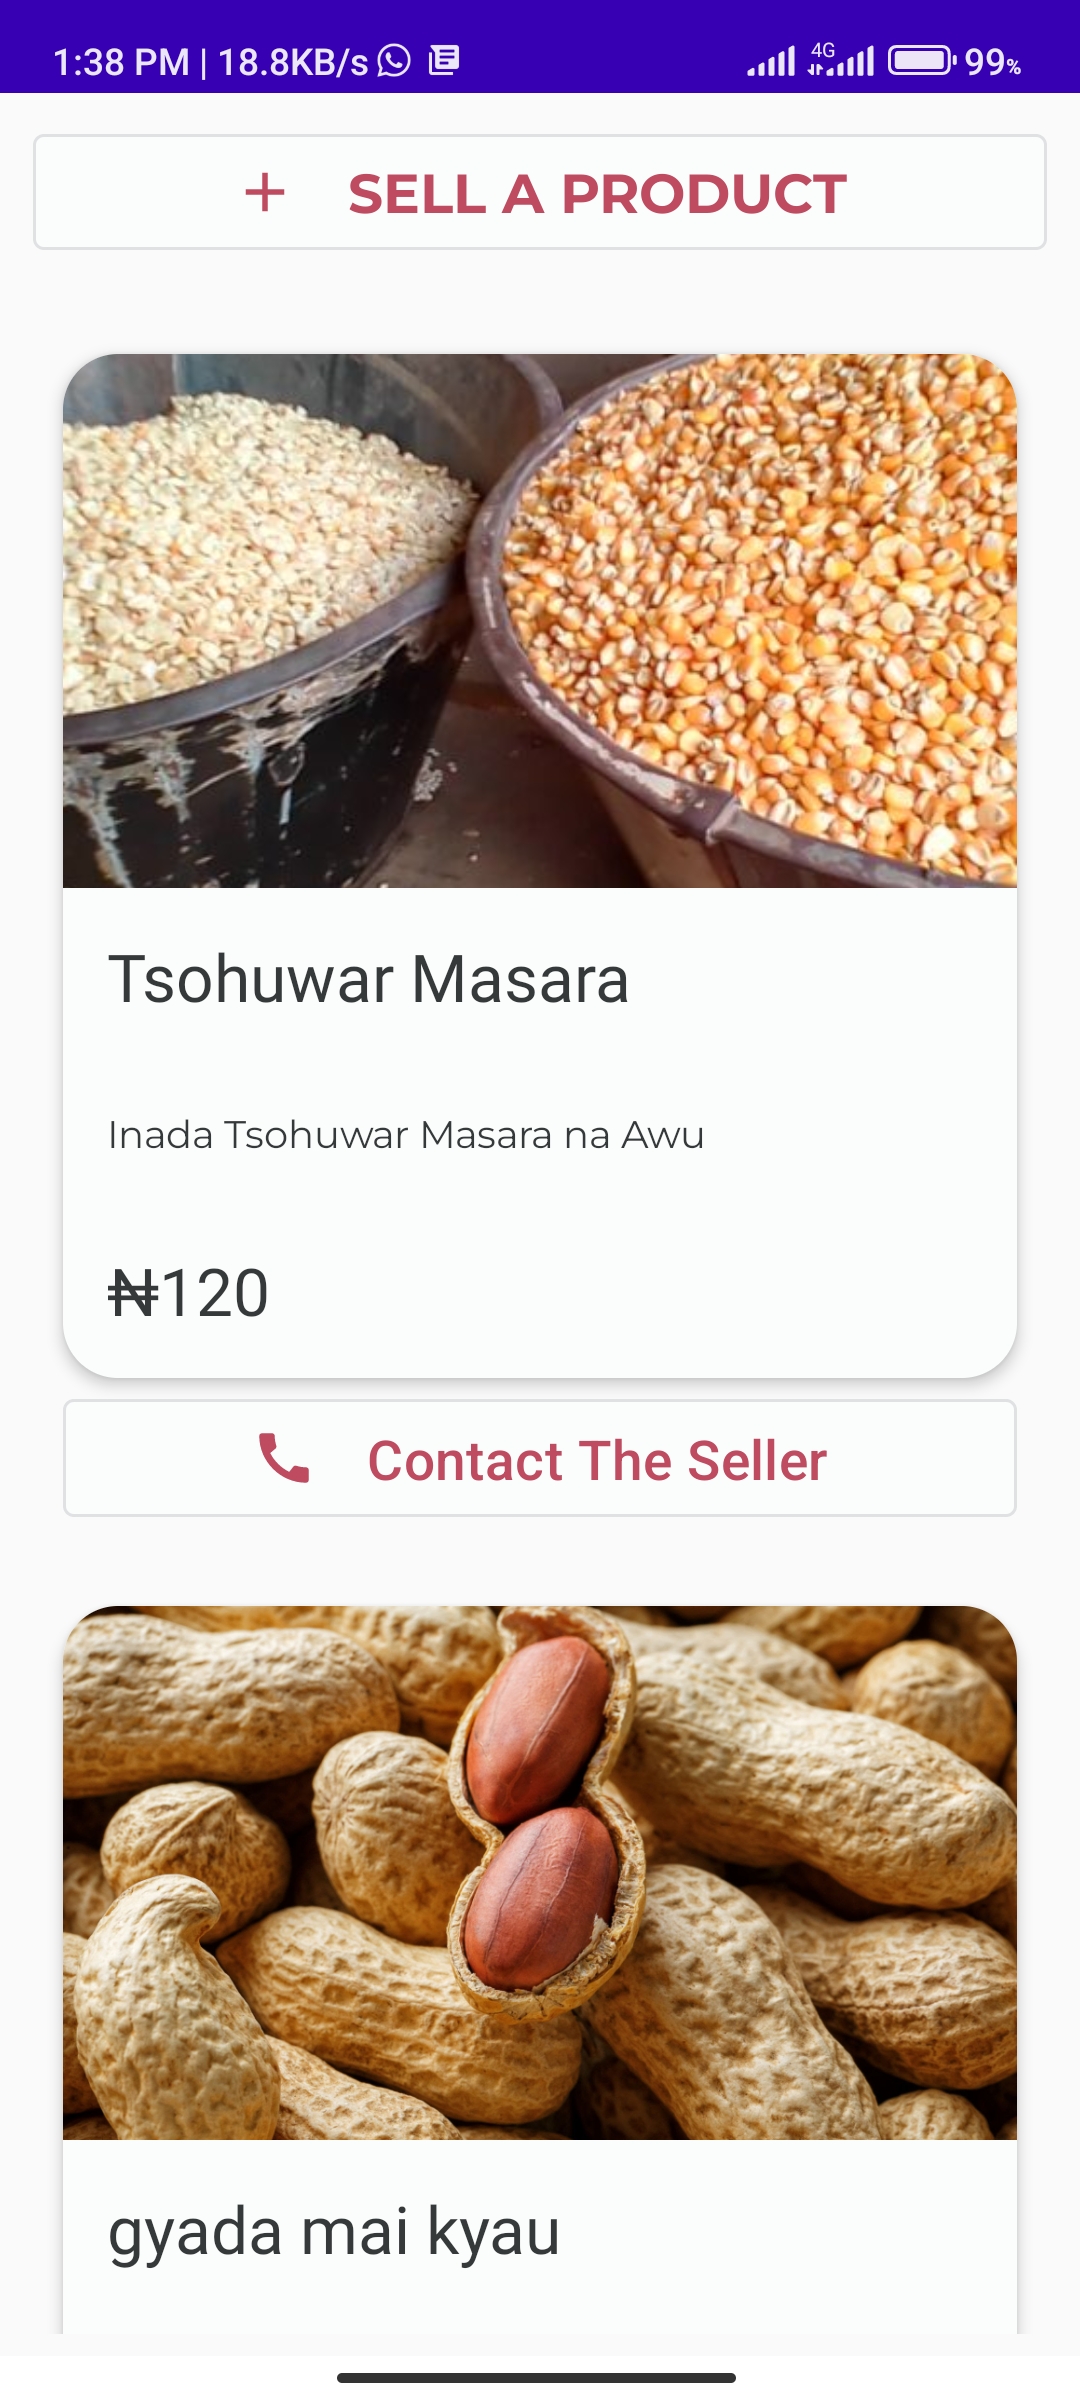 1:38 PM | 18.8KB/s
4G
99%
SELL A PRODUCT
Tsohuwar Masara
Inada Tsohuwar Masara na Awu
₦120
Contact The Seller
gyada mai kyau